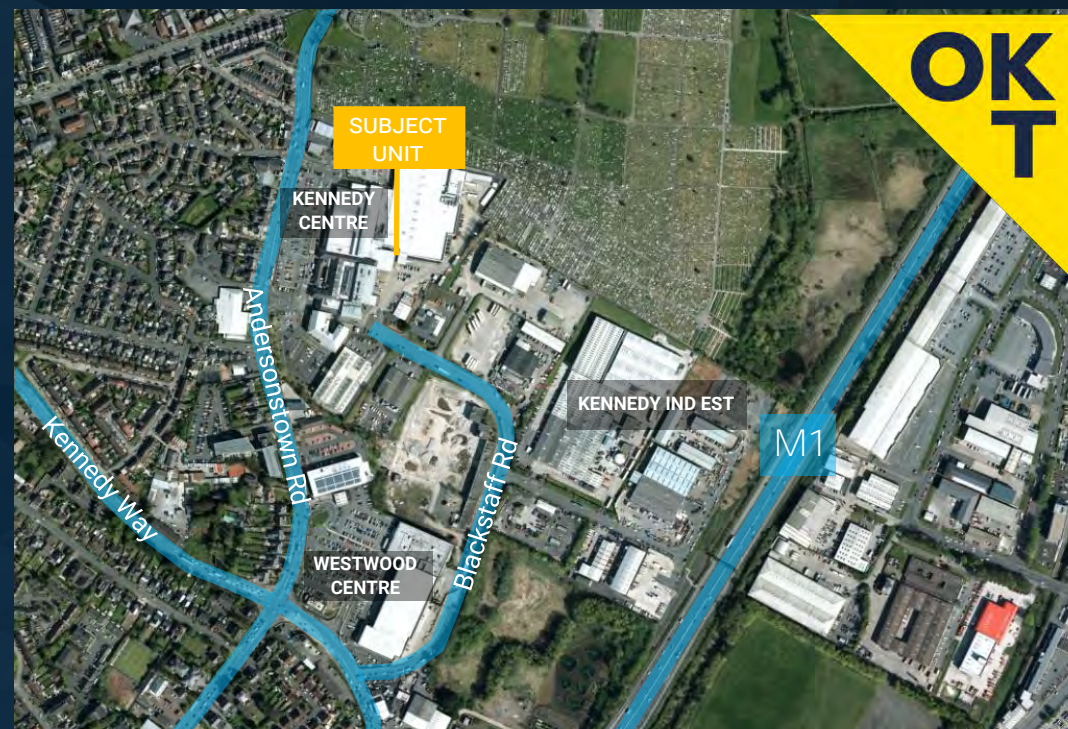 OK
T
SUBJECT
UNIT
KENNEDY
CENTRE
Andersonstown Rd
KENNEDY IND EST
M1
Kennedy Way
Blackstaff Rd
WESTWOOD
CENTRE